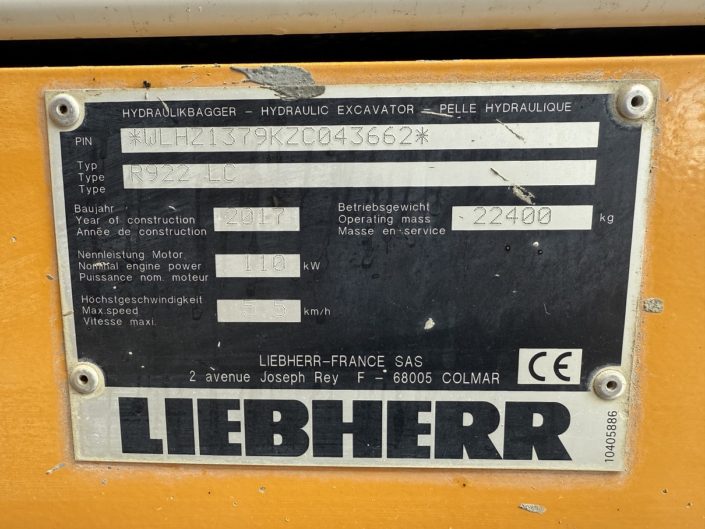 HYDRAULIKBAGGER - HYDRAULIC EXCAVATOR - PELLE HYDRAULIQUE
PIN *WLHZ1379KZC043662*
Typ
Type R922 LC
Type
Baujahr
Year of construction 2017
Année de construction
Betriebsgewicht
Operating mass 22400 kg
Masse en service
Nennleistung Motor
Nominal engine power 110 kW
Puissance nom. moteur
Höchstgeschwindigkeit
Max.speed 5.5 km/h
Vitesse maxi.
LIEBHERR-FRANCE SAS
2 avenue Joseph Rey F - 68005 COLMAR
CE
LIEBHERR
10405886